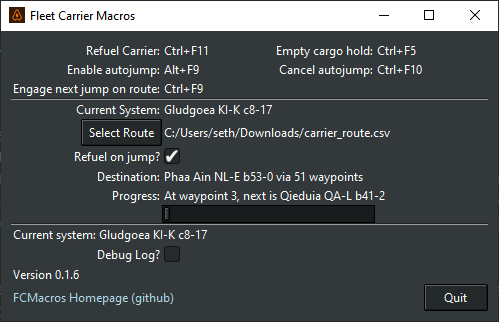 Fleet Carrier Macros
Refuel Carrier: Ctrl+F11 Empty cargo hold: Ctrl+F5
Enable autojump: Alt+F9 Cancel autojump: Ctrl+F10
Engage next jump on route: Ctrl+F9
Current System: Gludgoea KI-K c8-17
Select Route C:/Users/seth/Downloads/carrier_route.csv
Refuel on jump?
Destination: Phaa Ain NL-E b53-0 via 51 waypoints
Progress: At waypoint 3, next is Qieduia QA-L b41-2
Current system: Gludgoea KI-K c8-17
Debug Log?
Version 0.1.6
FCMacros Homepage (github) Quit